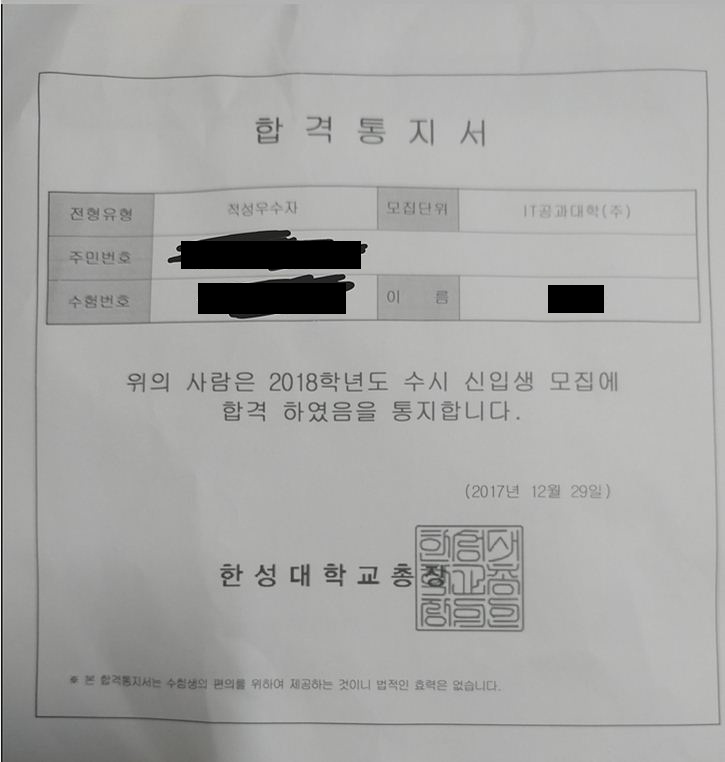 합격통지서
전형유형 적성우수자 모집단위 IT공과대학(주)
주민번호
수험번호 이 름
위의 사람은 2018학년도 수시 신입생 모집에
합격 하였음을 통지합니다.
(2017년 12월 29일)
한성대학교총장
※ 본 합격통지서는 수험생의 편의를 위하여 제공하는 것이니 법적인 효력은 없습니다.